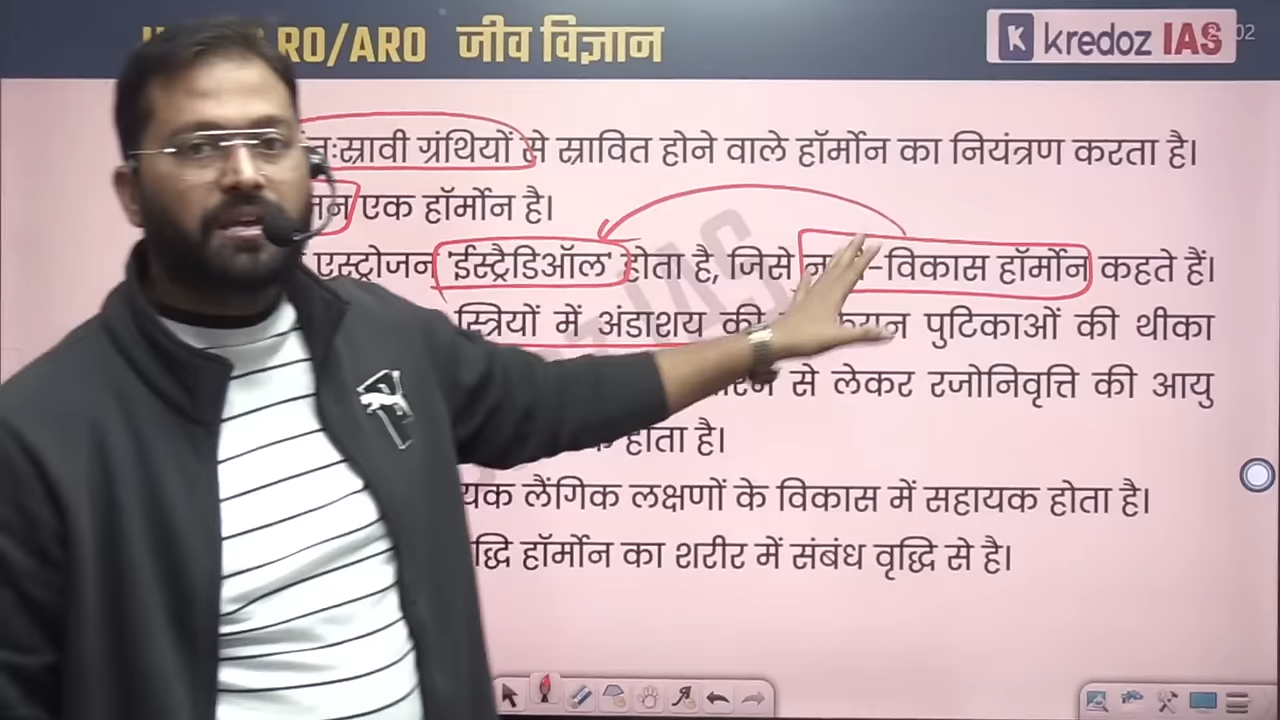 RO/ARO जीव विज्ञान
kredoz IAS
02
ग्रंथियों से स्रावित होने वाले हॉर्मोन का नियंत्रण करता है।
एक हॉर्मोन है।
एस्ट्रोजन 'ईस्ट्रैडिऑल' होता है, जिसे -विकास हॉर्मोन कहते हैं।
स्त्रियों में अंडाशय की पुटिकाओं की थीका
से लेकर रजोनिवृत्ति की आयु
होता है।
लैंगिक लक्षणों के विकास में सहायक होता है।
हॉर्मोन का शरीर में संबंध वृद्धि से है।